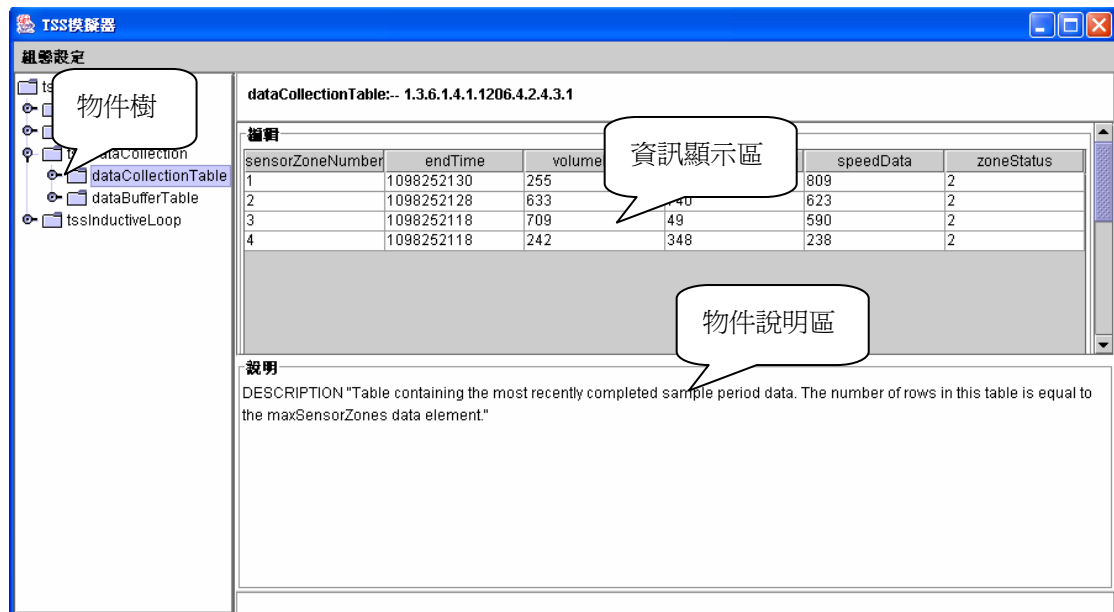 TSS模擬器
組態設定
物件樹
dataCollectionTable
dataBufferTable
tssInductiveLoop
dataCollectionTable:-- 1.3.6.1.4.1.1206.4.2.4.3.1
編輯
資訊顯示區
sensorZoneNumber endTime speedData zoneStatus
1 1098252130 255 809 2
2 1098252128 633 623 2
3 1098252118 709 49 590 2
4 1098252118 242 348 238 2
物件說明區
說明
DESCRIPTION "Table containing the most recently completed sample period data. The number of rows in this table is equal to
the maxSensorZones data element."